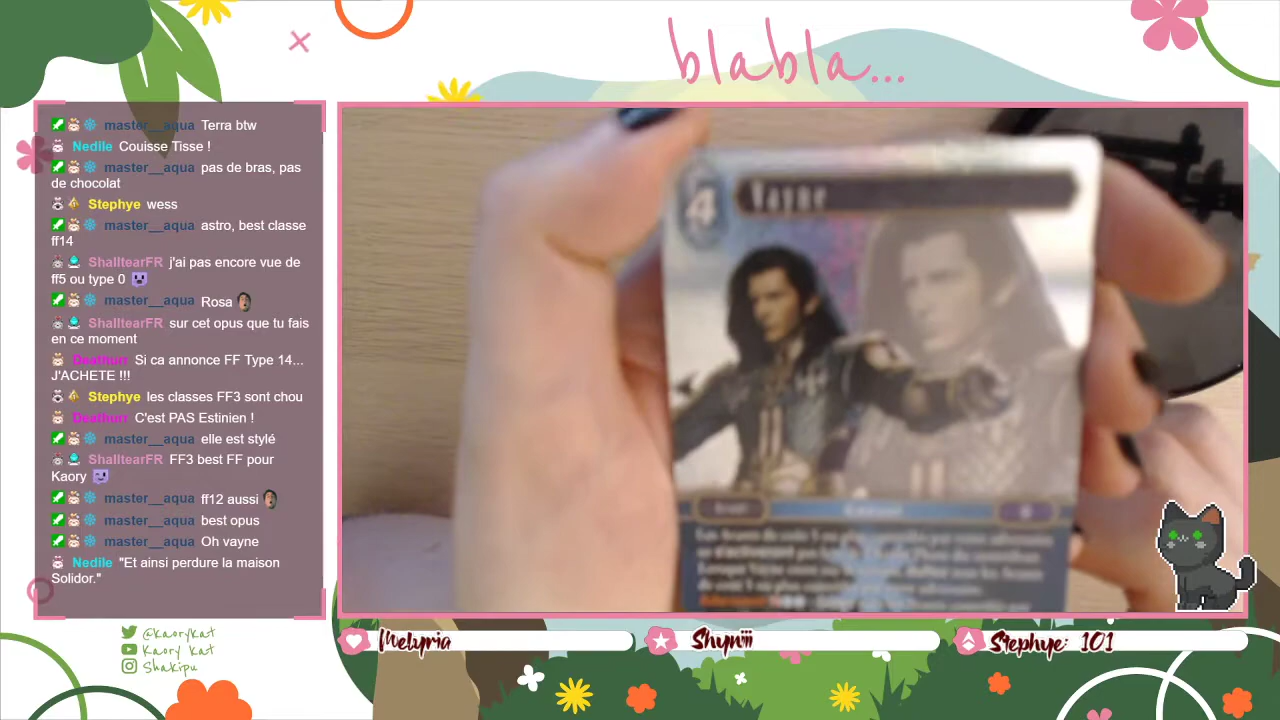 blabla...
master__aqua Terra btw
Nedile Couisse Tisse !
master__aqua pas de bras, pas
de chocolat
Stephye wess
master__aqua astro, best classe
ff14
ShalltearFR j'ai pas encore vue de
ff5 ou type 0
master__aqua Rosa
ShalltearFR sur cet opus que tu fais
en ce moment
Si ca annonce FF Type 14...
J'ACHETE !!!
Stephye les classes FF3 sont chou
C'est PAS Estinien !
master__aqua elle est stylé
ShalltearFR FF3 best FF pour
Kaory
master__aqua ff12 aussi
master__aqua best opus
master__aqua Oh vayne
Nedile "Et ainsi perdure la maison
Solidor."
4 Vayne
@kaorykat
Kaory kat
Shakipu
Melyria
Shyniii
Stephye: 101